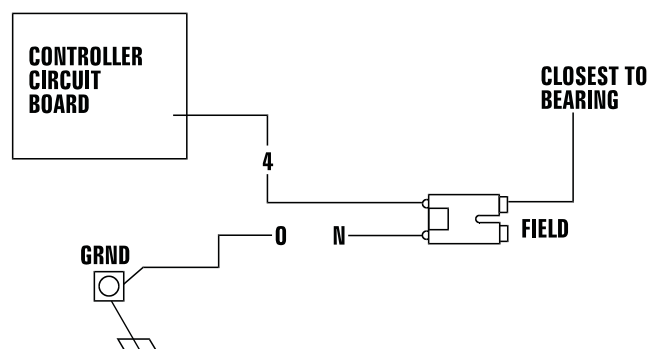 CONTROLLER
CIRCUIT
BOARD
CLOSEST TO
BEARING
4
0
N
FIELD
GRND